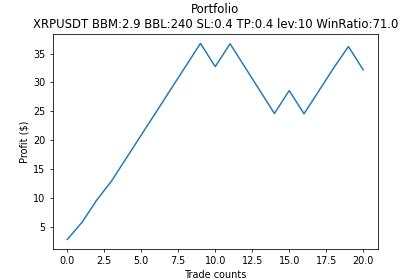 Portfolio
XRPUSDT BBM:2.9 BBL:240 SL:0.4 TP:0.4 lev:10 WinRatio:71.0
Profit ($)
35
30
25
20
15
10
5
0.0 2.5 5.0 7.5 10.0 12.5 15.0 17.5 20.0
Trade counts